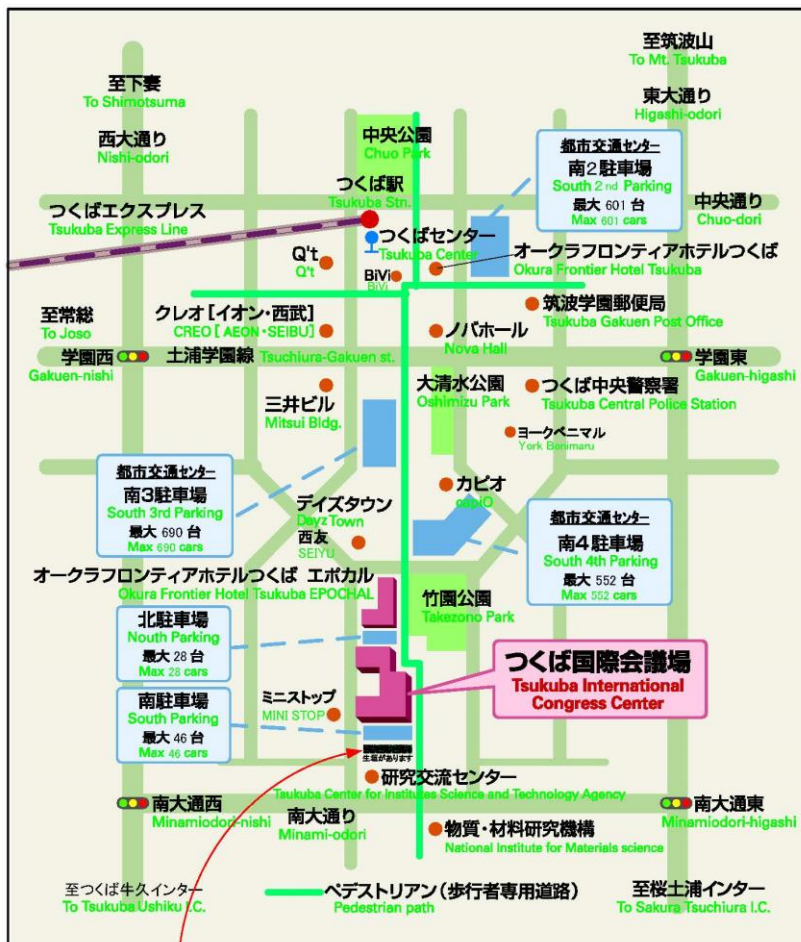 至筑波山
To Mt. Tsukuba
至下妻
To Shimotsuma
東大通り
Higashi-odori
西大通り
Nishi-odori
中央公園
Chuo Park
都市交通センター
南2駐車場
South 2nd Parking
最大 601 台
Max 601 cars
つくば駅
Tsukuba Stn.
中央通り
Chuo-dori
つくばエクスプレス
Tsukuba Express Line
つくばセンター
Tsukuba Center
オークラフロンティアホテルつくば
Okura Frontier Hotel Tsukuba
Q't
Q't
BiVi
BiVi
至常総
To Joso
クレオ[イオン・西武]
CREO [ AEON・SEIBU ]
筑波学園郵便局
Tsukuba Gakuen Post Office
ノバホール
Nova Hall
学園西
Gakuen-nishi
土浦学園線
Tsuchiura-Gakuen st.
学園東
Gakuen-higashi
大清水公園
Oshimizu Park
つくば中央警察署
Tsukuba Central Police Station
三井ビル
Mitsui Bldg.
ヨークベニマル
York Benimaru
都市交通センター
南3駐車場
South 3rd Parking
最大 690 台
Max 690 cars
カピオ
capiO
デイズタウン
Dayz Town
西友
SEIYU
都市交通センター
南4駐車場
South 4th Parking
最大 552 台
Max 552 cars
オークラフロンティアホテルつくば エポカル
Okura Frontier Hotel Tsukuba EPOCHAL
竹園公園
Takezono Park
北駐車場
Nouth Parking
最大 28 台
Max 28 cars
つくば国際会議場
Tsukuba International
Congress Center
南駐車場
South Parking
最大 46 台
Max 46 cars
ミニストップ
MINI STOP
生垣があります
研究交流センター
Tsukuba Center for Institutes Science and Technology Agency
南大通西
Minamiodori-nishi
南大通り
Minami-odori
南大通東
Minamiodori-higashi
物質・材料研究機構
National Institute for Materials science
至つくば牛久インター
To Tsukuba Ushiku I.C.
ペデストリアン(歩行者専用道路)
Pedestrian path
至桜土浦インター
To Sakura Tsuchiura I.C.